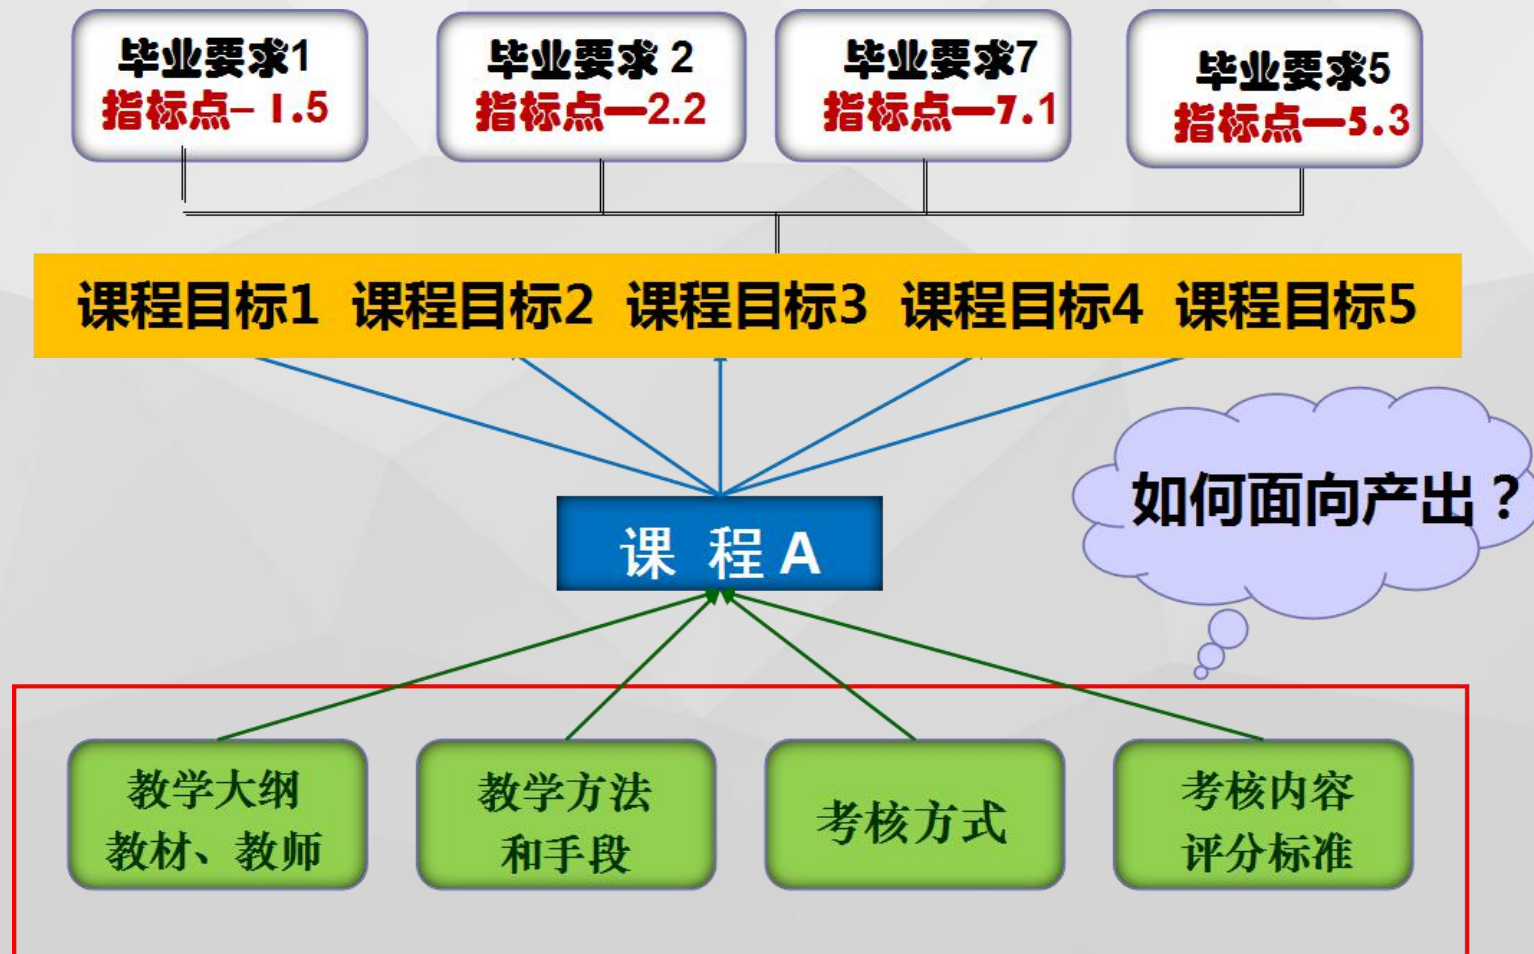 毕业要求1
指标点– 1.5
毕业要求 2
指标点—2.2
毕业要求7
指标点—7.1
毕业要求5
指标点—5.3
课程目标1 课程目标2 课程目标3 课程目标4 课程目标5
如何面向产出？
课 程 A
教学大纲
教材、教师
教学方法
和手段
考核方式
考核内容
评分标准